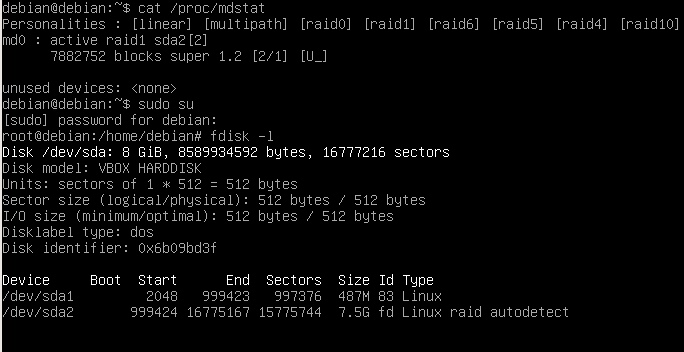 debian@debian:~$ cat /proc/mdstat
Personalities : [linear] [multipath] [raid0] [raid1] [raid6] [raid5] [raid4] [raid10]
md0 : active raid1 sda2[2]
      7882752 blocks super 1.2 [2/1] [U_]

unused devices: <none>
debian@debian:~$ sudo su
[sudo] password for debian:
root@debian:/home/debian# fdisk -l
Disk /dev/sda: 8 GiB, 8589934592 bytes, 16777216 sectors
Disk model: VBOX HARDDISK
Units: sectors of 1 * 512 = 512 bytes
Sector size (logical/physical): 512 bytes / 512 bytes
I/O size (minimum/optimal): 512 bytes / 512 bytes
Disklabel type: dos
Disk identifier: 0x6b09bd3f

Device     Boot  Start      End  Sectors  Size Id Type
/dev/sda1         2048   999423   997376  487M 83 Linux
/dev/sda2       999424 16775167 15775744  7.5G fd Linux raid autodetect